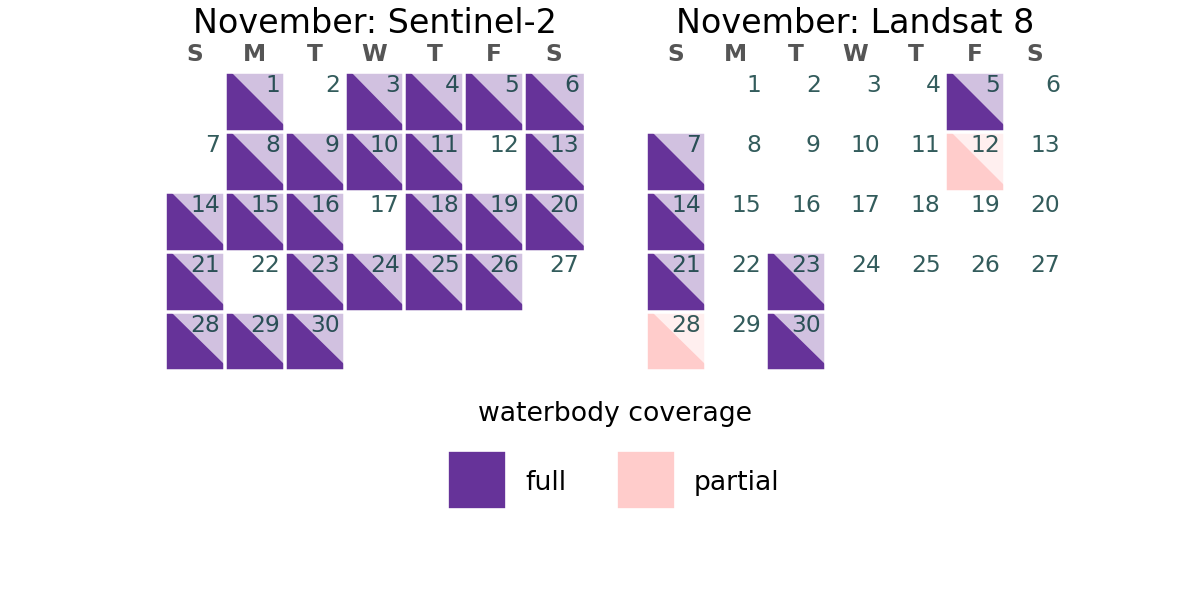 November: Sentinel-2
S M T W T F S
1 2 3 4 5 6
7 8 9 10 11 12 13
14 15 16 17 18 19 20
21 22 23 24 25 26 27
28 29 30
November: Landsat 8
S M T W T F S
1 2 3 4 5 6
7 8 9 10 11 12 13
14 15 16 17 18 19 20
21 22 23 24 25 26 27
28 29 30
waterbody coverage
full partial